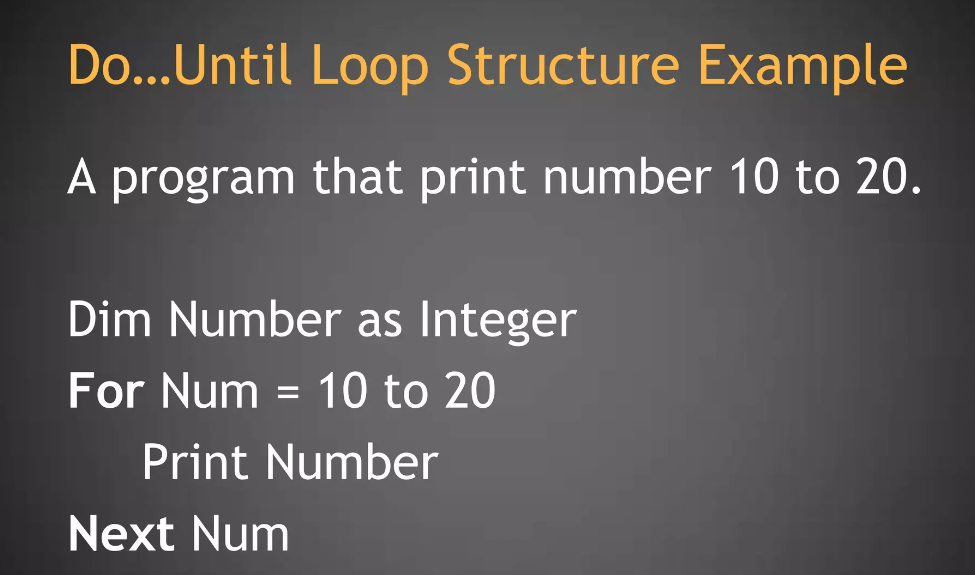 Do...Until Loop Structure Example
A program that print number 10 to 20.
Dim Number as Integer
For Num = 10 to 20
Print Number
Next Num